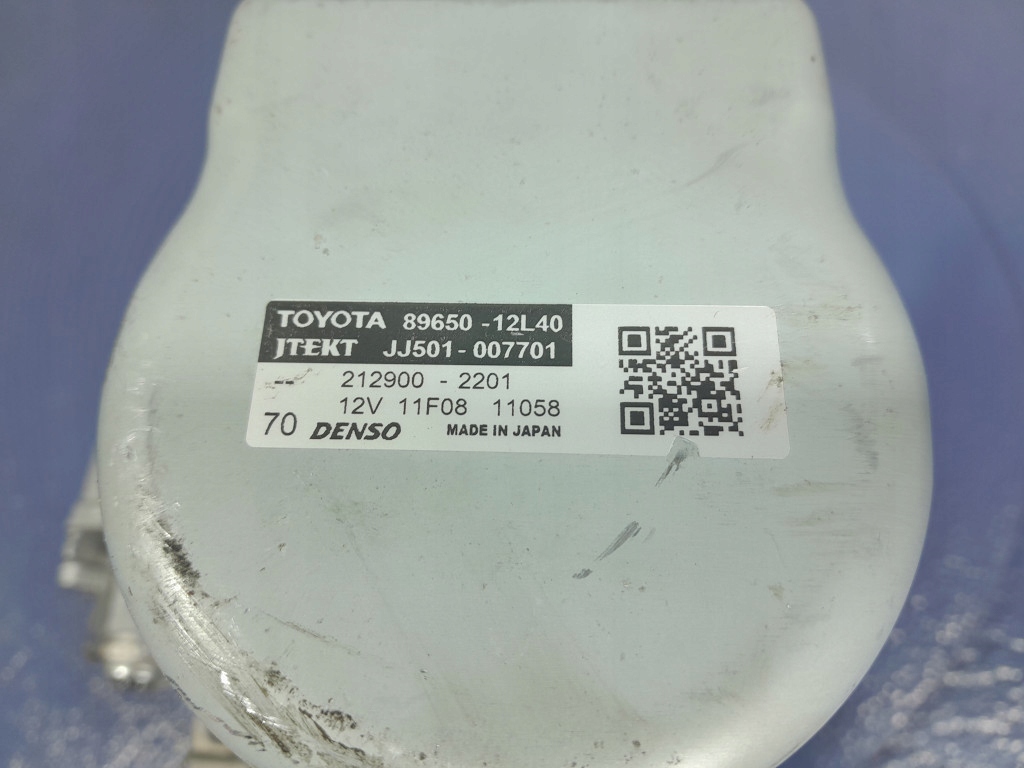 TOYOTA 89650-12L40
JTEKT JJ501-007701
-- 212900-2201
12V 11F08 11058
70 DENSO MADE IN JAPAN